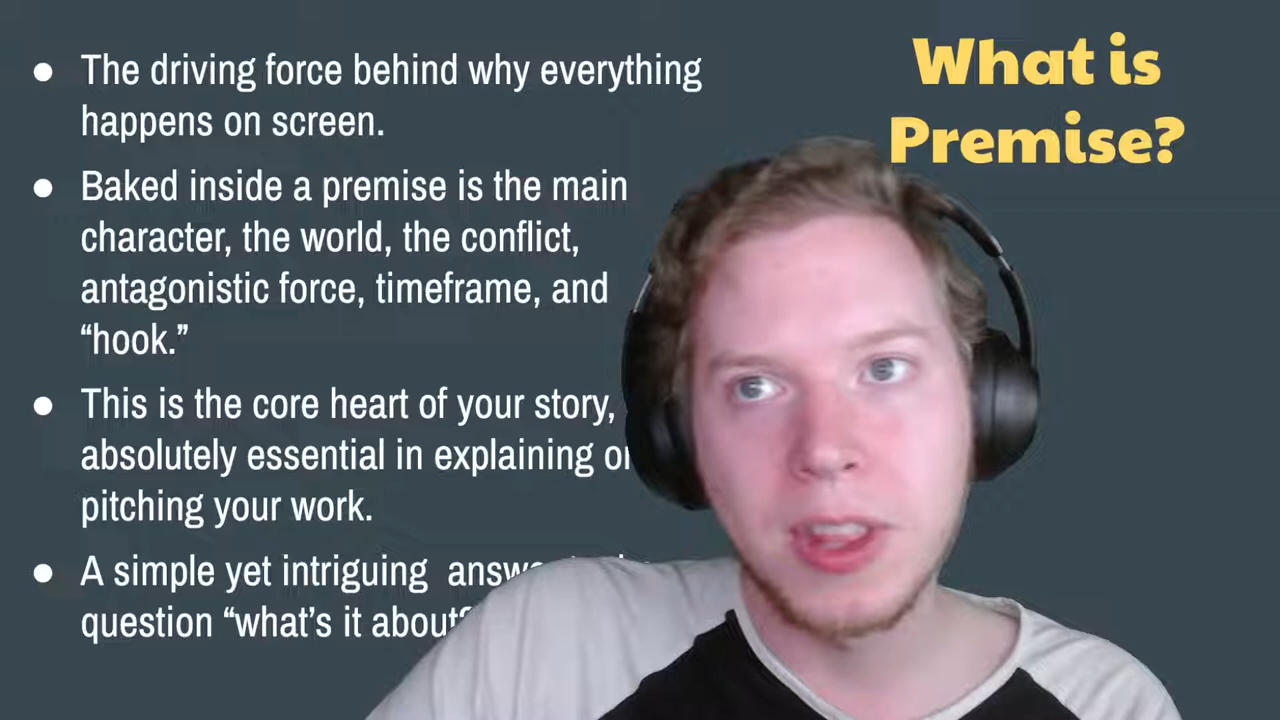 What is
Premise?
● The driving force behind why everything
happens on screen.
● Baked inside a premise is the main
character, the world, the conflict,
antagonistic force, timeframe, and
“hook.”
● This is the core heart of your story,
absolutely essential in explaining or
pitching your work.
● A simple yet intriguing
question “what’s it about?